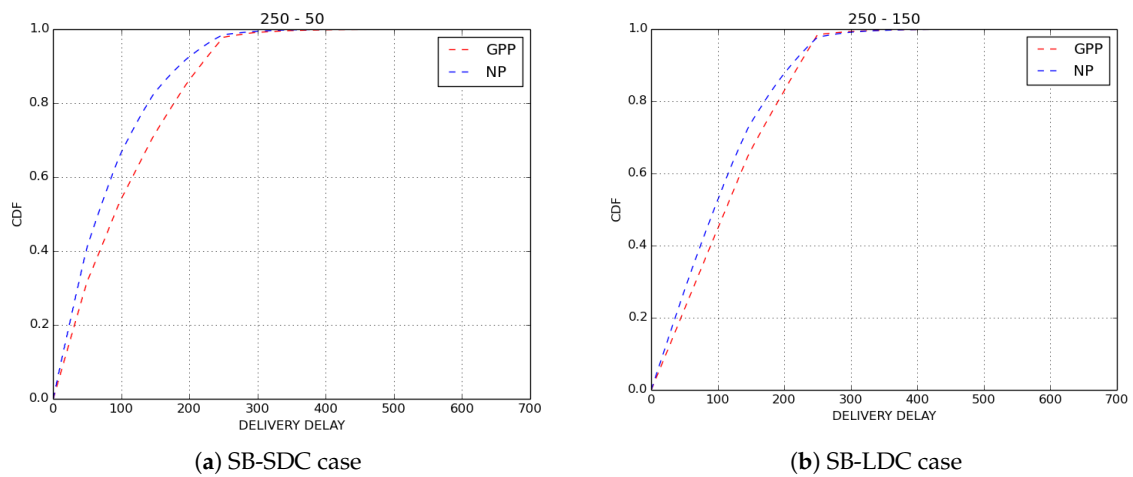 250 - 50
1.0
0.8
0.6
0.4
0.2
0.0
CDF
GPP
NP
0 100 200 300 400 500 600 700
DELIVERY DELAY
(a) SB-SDC case
250 - 150
1.0
0.8
0.6
0.4
0.2
0.0
CDF
GPP
NP
0 100 200 300 400 500 600 700
DELIVERY DELAY
(b) SB-LDC case